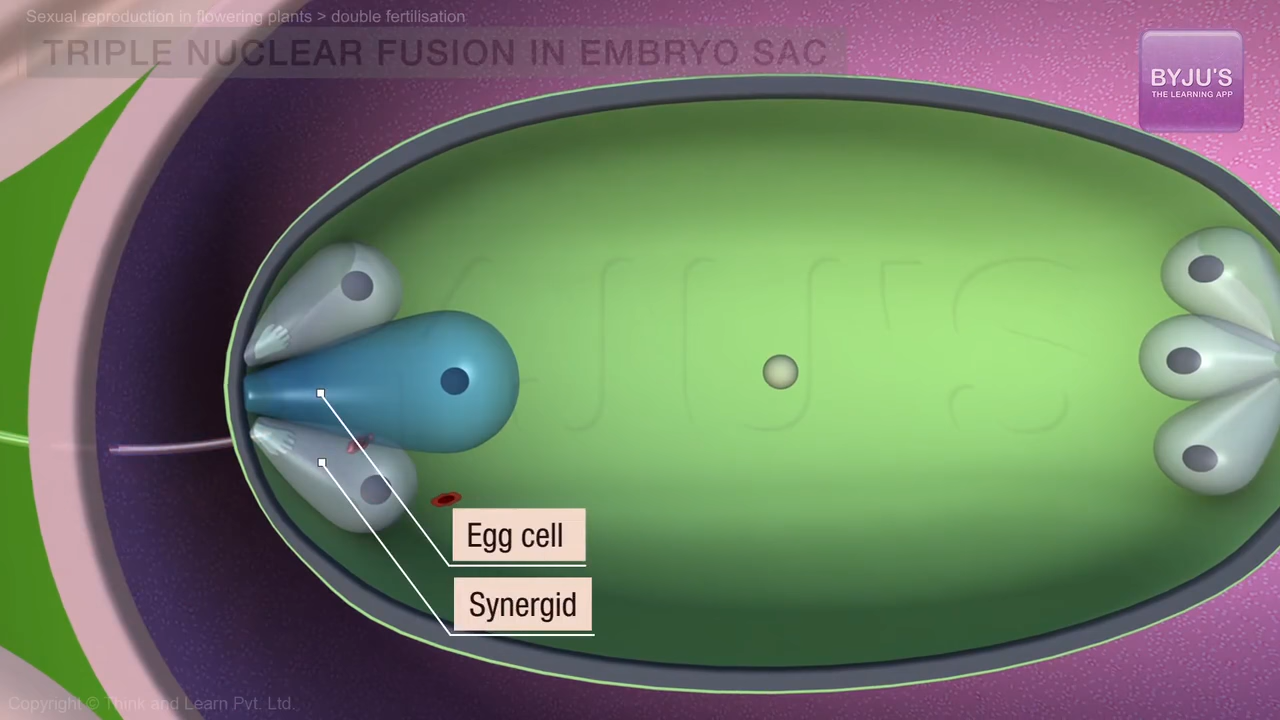 Sexual reproduction in flowering plants > double fertilisation
TRIPLE NUCLEAR FUSION IN EMBRYO SAC
BYJU'S
THE LEARNING APP
Egg cell
Synergid
Copyright © Think and Learn Pvt. Ltd.